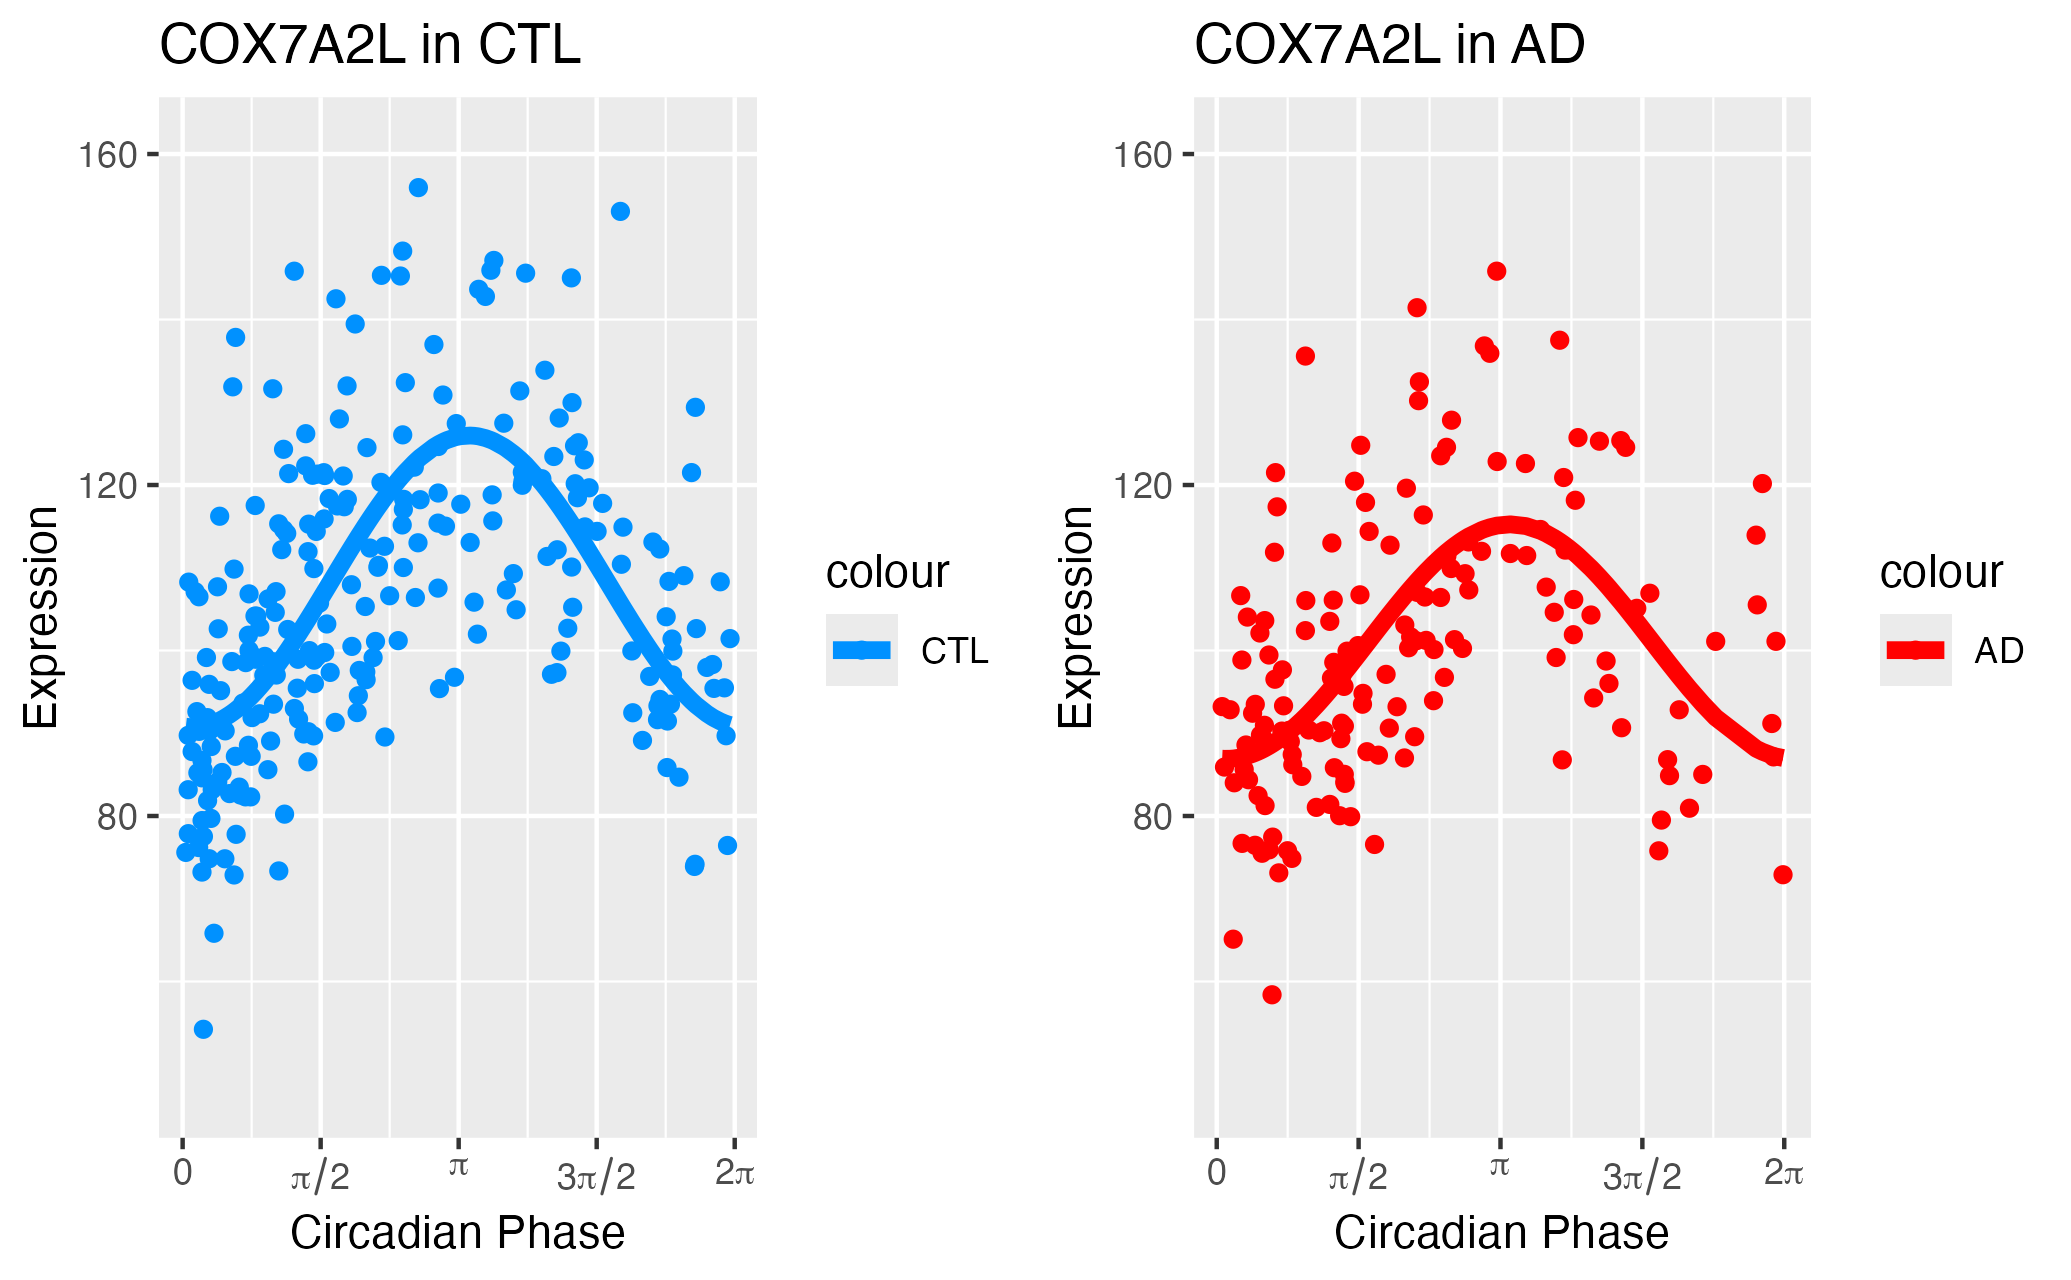 COX7A2L in CTL
160
120
80
Expression
0
π/2
π
3π/2
2π
Circadian Phase
colour
CTL
COX7A2L in AD
160
120
80
Expression
0
π/2
π
3π/2
2π
Circadian Phase
colour
AD